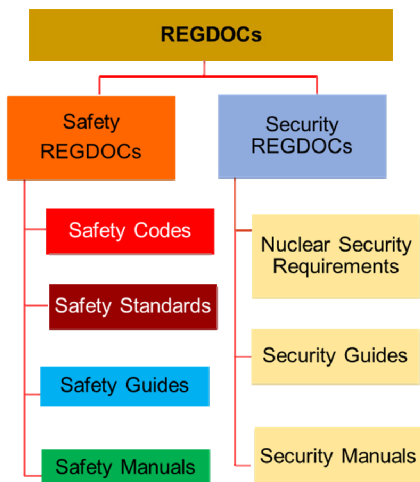 REGDOCs
Safety
REGDOCs
Security
REGDOCs
Safety Codes
Safety Standards
Safety Guides
Safety Manuals
Nuclear Security
Requirements
Security Guides
Security Manuals